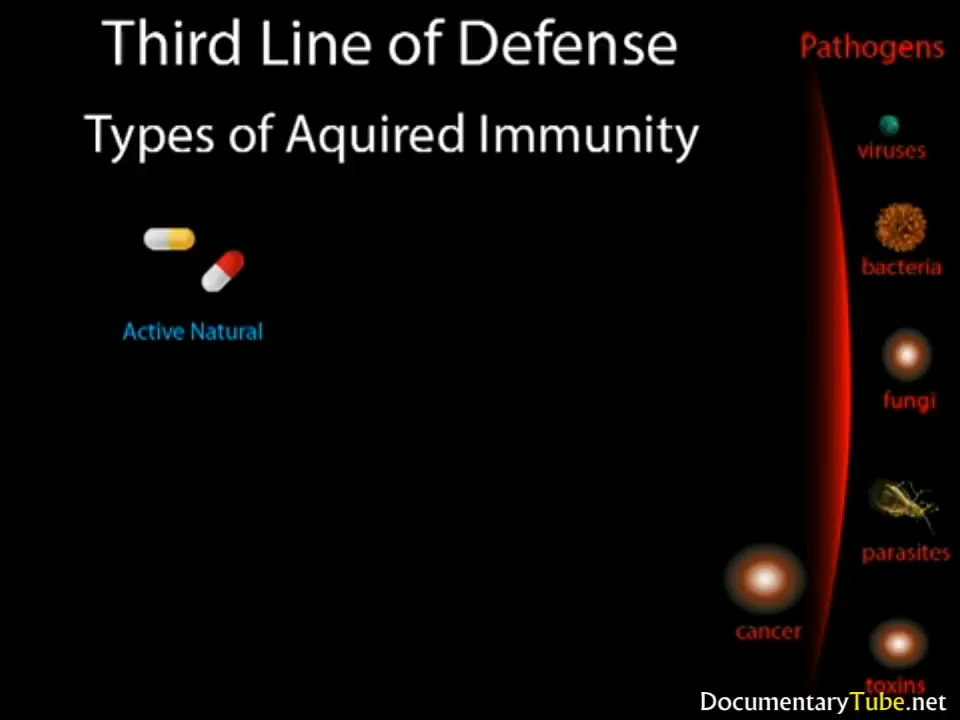 Third Line of Defense
Types of Aquired Immunity
Active Natural
Pathogens
viruses
bacteria
fungi
parasites
cancer
toxins
DocumentaryTube.net